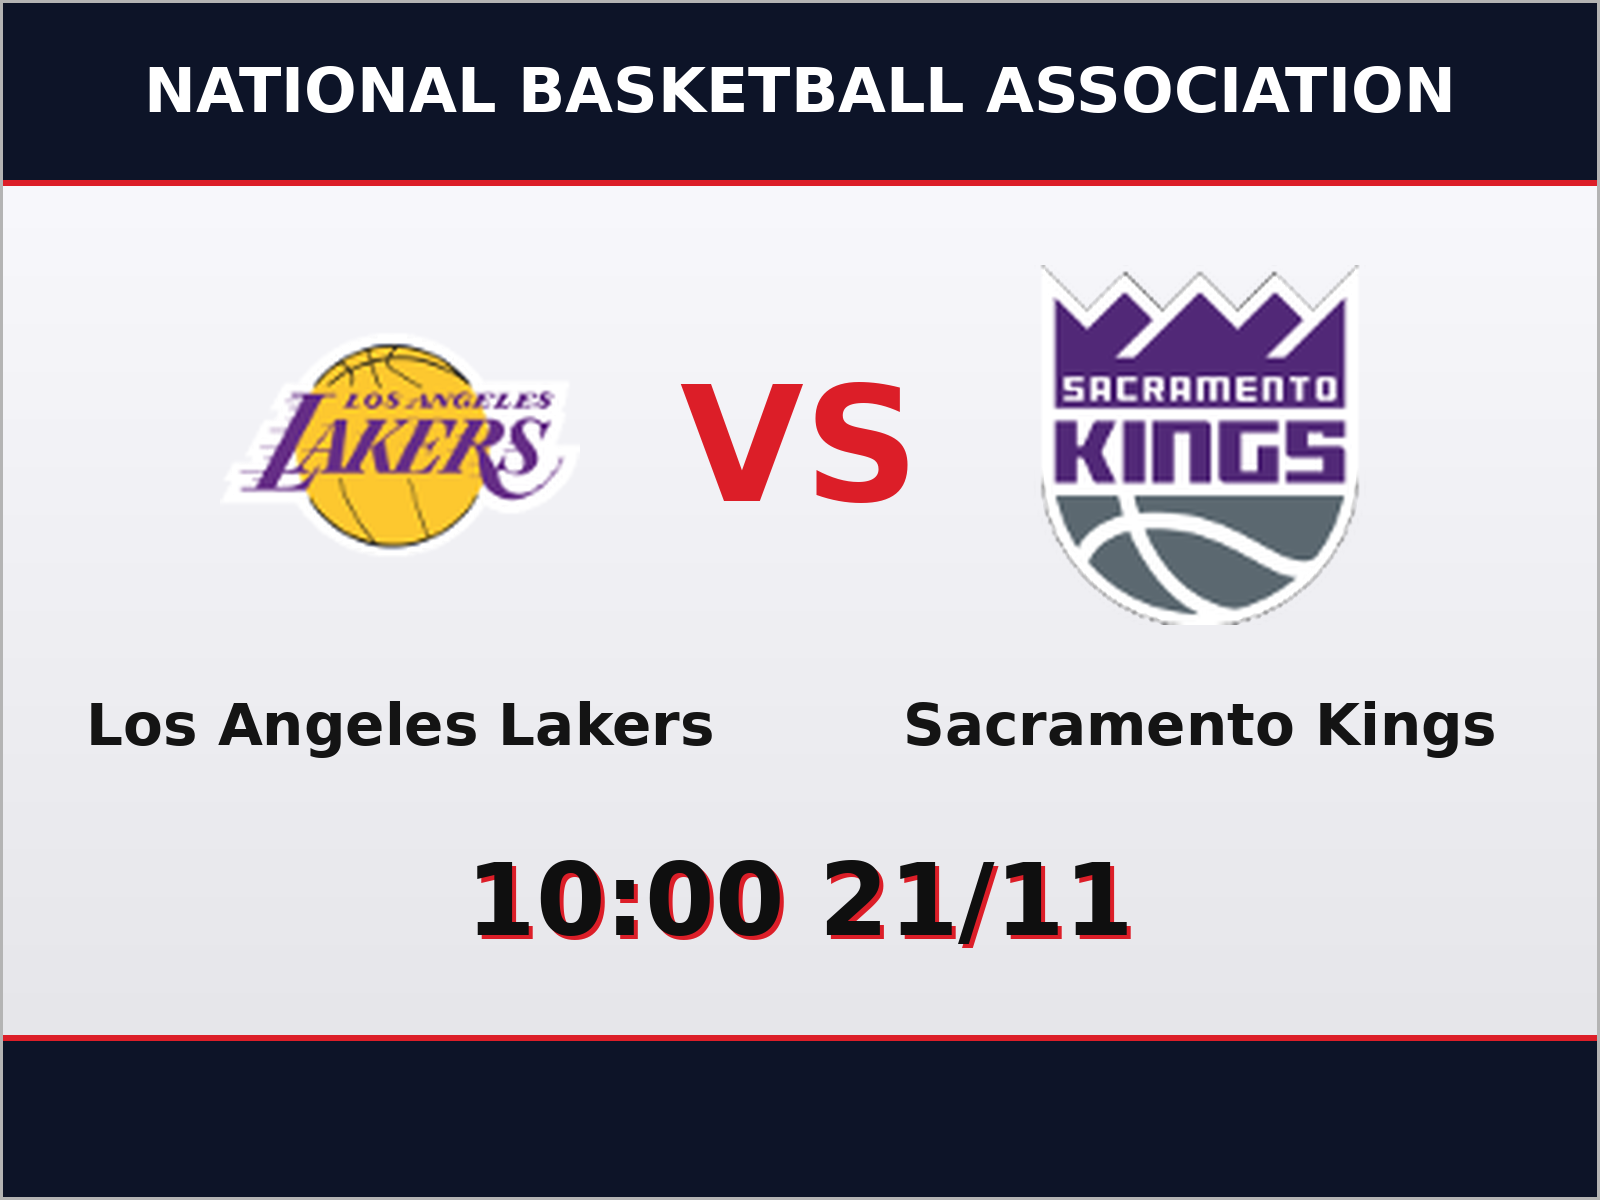 NATIONAL BASKETBALL ASSOCIATION
LOS ANGELES
LAKERS
VS
SACRAMENTO
KINGS
Los Angeles Lakers
Sacramento Kings
10:00 21/11